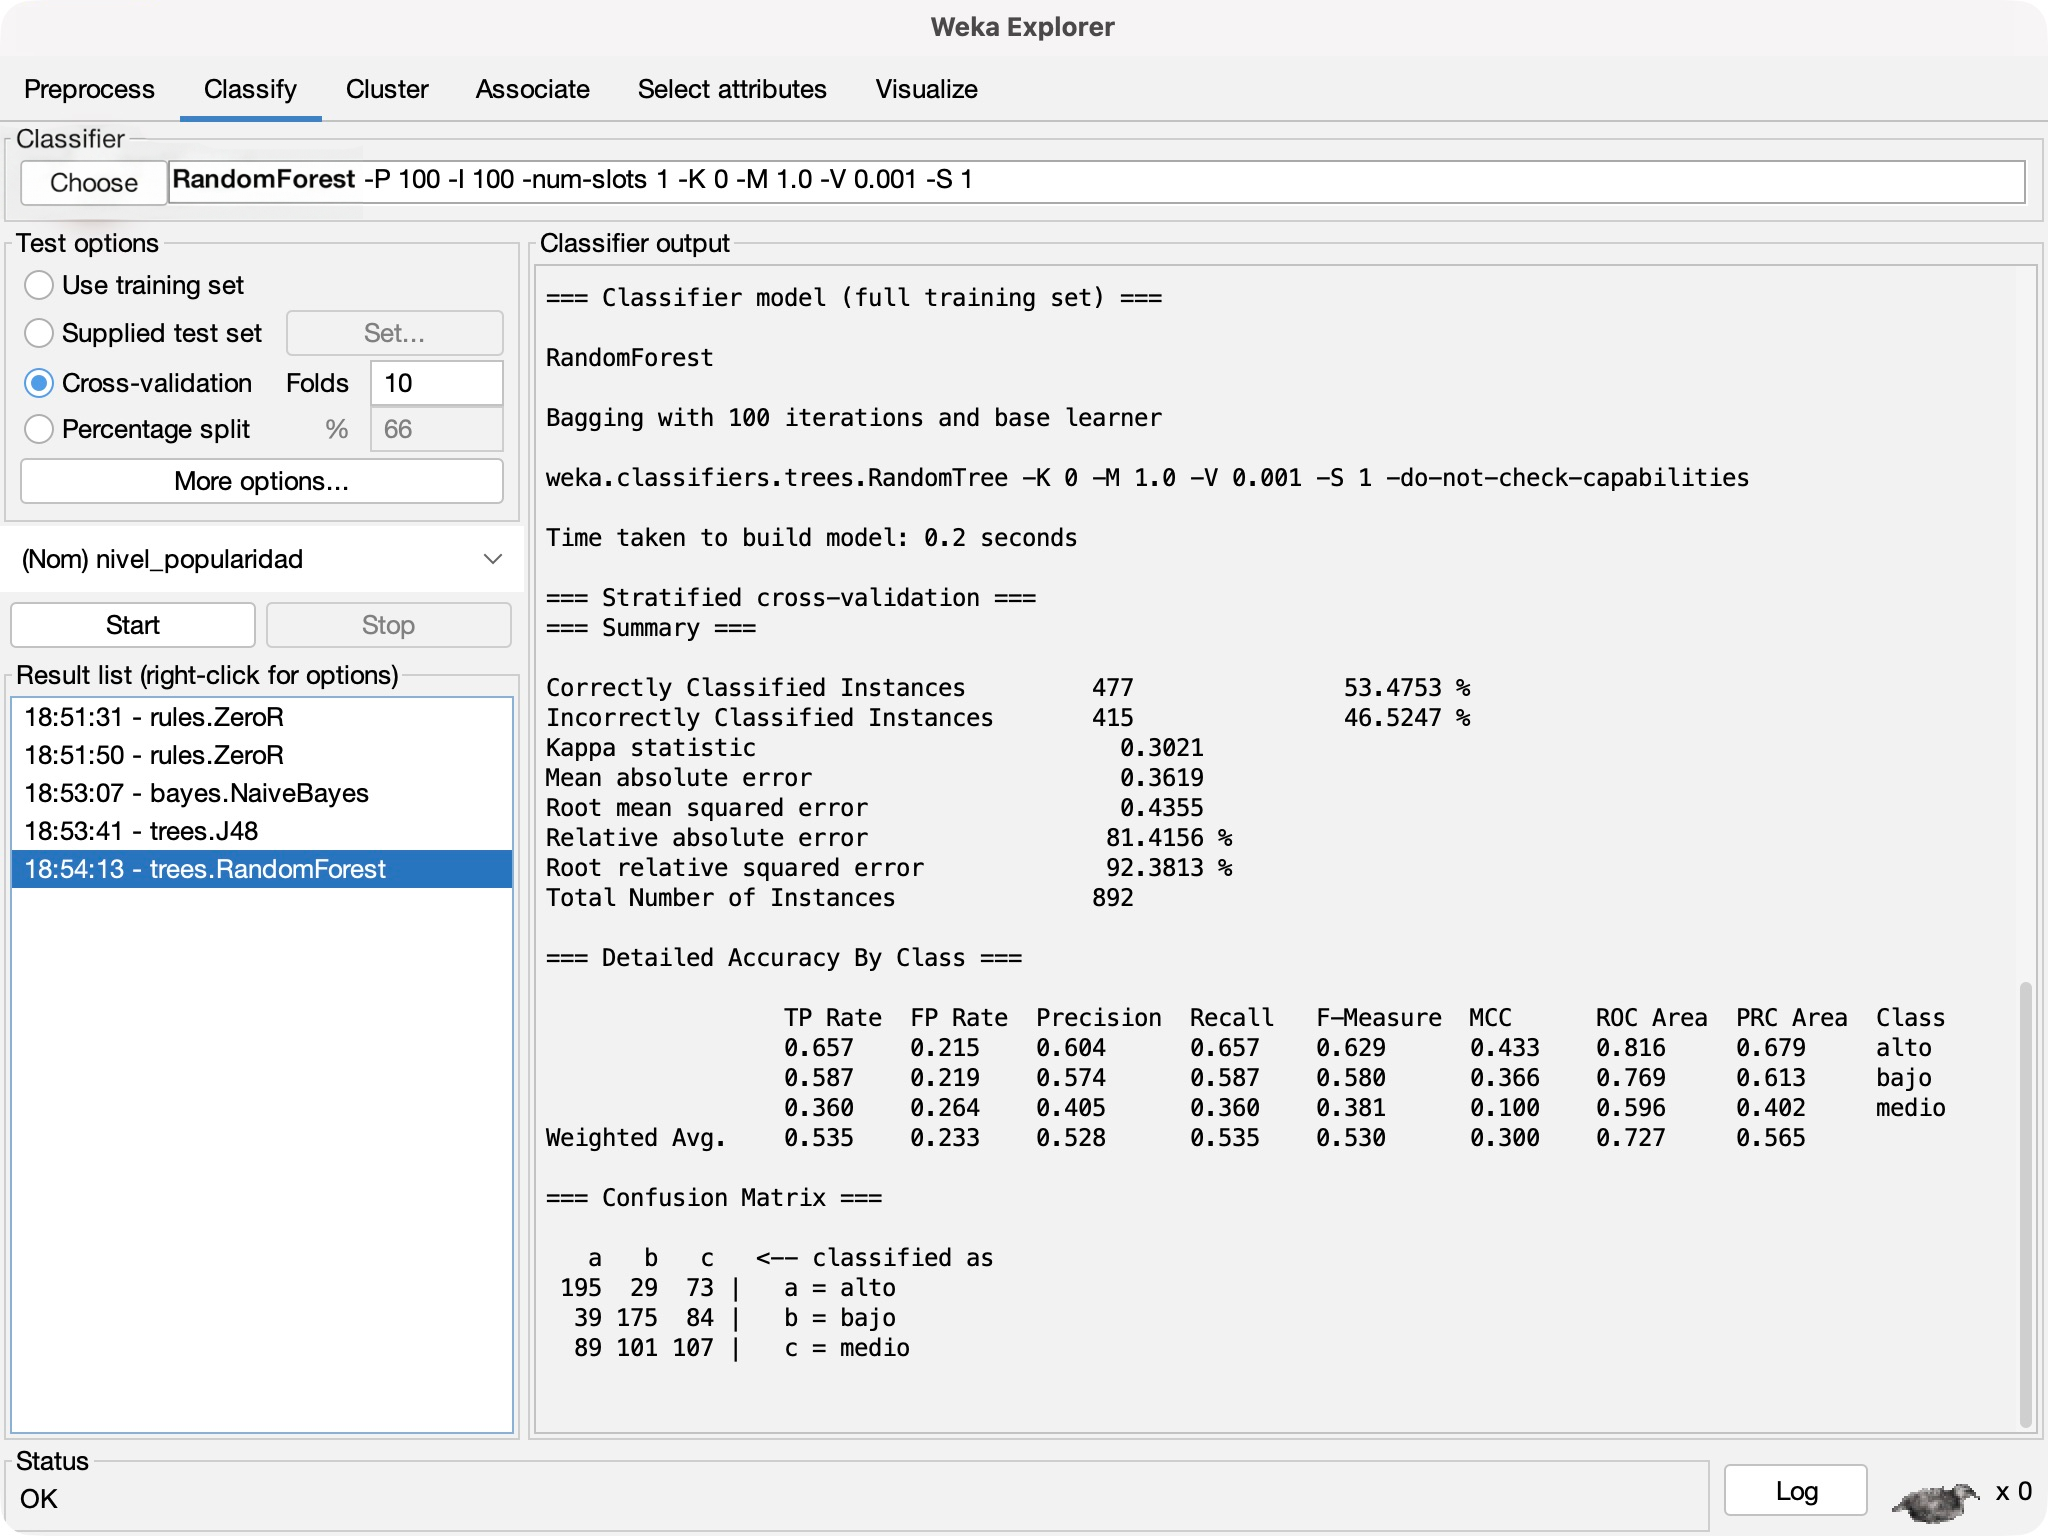 Weka Explorer
Preprocess Classify Cluster Associate Select attributes Visualize
Classifier
Choose RandomForest -P 100 -I 100 -num-slots 1 -K 0 -M 1.0 -V 0.001 -S 1
Test options
Use training set
Supplied test set Set...
Cross-validation Folds 10
Percentage split % 66
More options...
(Nom) nivel_popularidad
Start Stop
Result list (right-click for options)
18:51:31 - rules.ZeroR
18:51:50 - rules.ZeroR
18:53:07 - bayes.NaiveBayes
18:53:41 - trees.J48
18:54:13 - trees.RandomForest
Classifier output
=== Classifier model (full training set) ===
RandomForest
Bagging with 100 iterations and base learner
weka.classifiers.trees.RandomTree -K 0 -M 1.0 -V 0.001 -S 1 -do-not-check-capabilities
Time taken to build model: 0.2 seconds
=== Stratified cross-validation ===
=== Summary ===
Correctly Classified Instances 477 53.4753 %
Incorrectly Classified Instances 415 46.5247 %
Kappa statistic 0.3021
Mean absolute error 0.3619
Root mean squared error 0.4355
Relative absolute error 81.4156 %
Root relative squared error 92.3813 %
Total Number of Instances 892
=== Detailed Accuracy By Class ===
TP Rate FP Rate Precision Recall F-Measure MCC ROC Area PRC Area Class
0.657 0.215 0.604 0.657 0.629 0.433 0.816 0.679 alto
0.587 0.219 0.574 0.587 0.580 0.366 0.769 0.613 bajo
0.360 0.264 0.405 0.360 0.381 0.100 0.596 0.402 medio
Weighted Avg. 0.535 0.233 0.528 0.535 0.530 0.300 0.727 0.565
=== Confusion Matrix ===
a b c <-- classified as
195 29 73 | a = alto
39 175 84 | b = bajo
89 101 107 | c = medio
Status
OK
Log
x 0